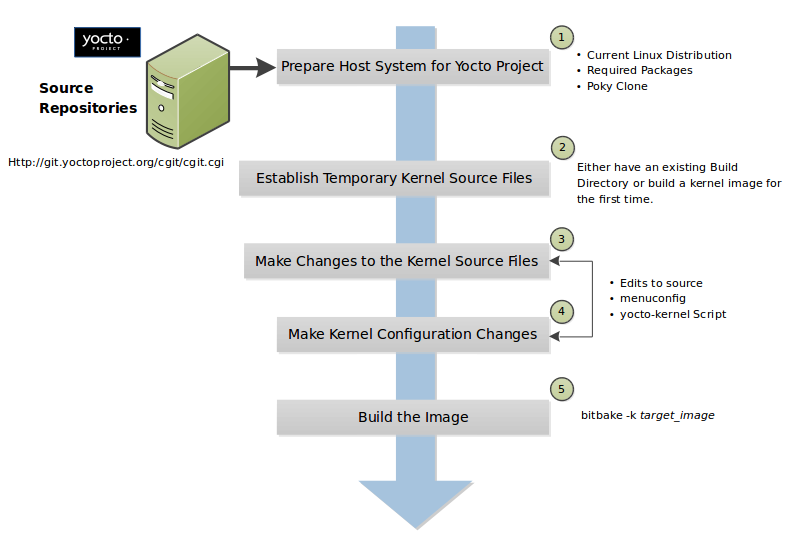 yocto ·
PROJECT
Source
Repositories
Http://git.yoctoproject.org/cgit/cgit.cgi
Prepare Host System for Yocto Project
1
• Current Linux Distribution
• Required Packages
• Poky Clone
Establish Temporary Kernel Source Files
2
Either have an existing Build
Directory or build a kernel image for
the first time.
Make Changes to the Kernel Source Files
3
• Edits to source
• menuconfig
• yocto-kernel Script
Make Kernel Configuration Changes
4
Build the Image
5
bitbake -k target_image